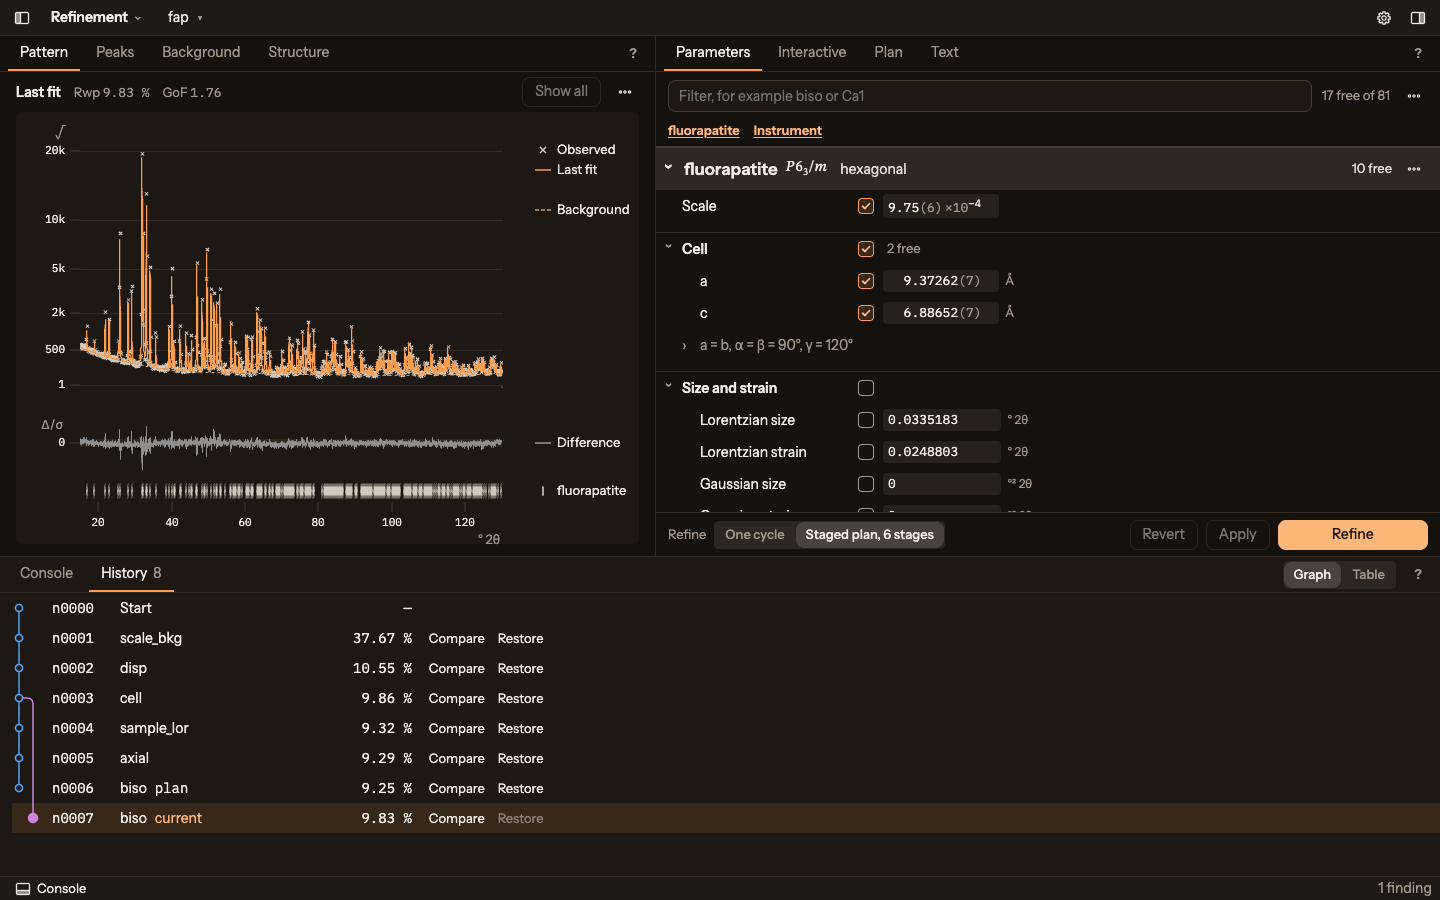 Refinement fap
Pattern Peaks Background Structure ?
Last fit Rwp 9.83 % GoF 1.76 Show all
√
20k
10k
5k
2k
500
1
Δ/σ
0
Observed
Last fit
Background
Difference
fluorapatite
20 40 60 80 100 120
° 2θ
Parameters Interactive Plan Text ?
Filter, for example biso or Ca1 17 free of 81
fluorapatite Instrument
fluorapatite P6₃/m hexagonal 10 free
Scale 9.75(6) ×10⁻⁴
Cell 2 free
a 9.37262(7) Å
c 6.88652(7) Å
a = b, α = β = 90°, γ = 120°
Size and strain
Lorentzian size 0.0335183 ° 2θ
Lorentzian strain 0.0248803 ° 2θ
Gaussian size 0 °² 2θ
Refine One cycle Staged plan, 6 stages Revert Apply Refine
Console History 8 Graph Table ?
n0000 Start —
n0001 scale_bkg 37.67 % Compare Restore
n0002 disp 10.55 % Compare Restore
n0003 cell 9.86 % Compare Restore
n0004 sample_lor 9.32 % Compare Restore
n0005 axial 9.29 % Compare Restore
n0006 biso plan 9.25 % Compare Restore
n0007 biso current 9.83 % Compare Restore
Console 1 finding